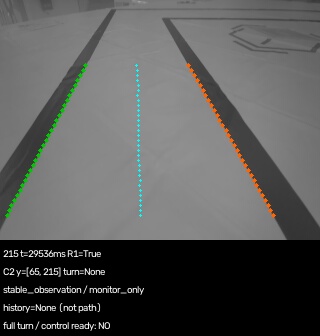 215 t=29536ms R1=True
C2 y=[65, 215] turn=None
stable_observation / monitor_only
history=None (not path)
full turn / control ready: NO